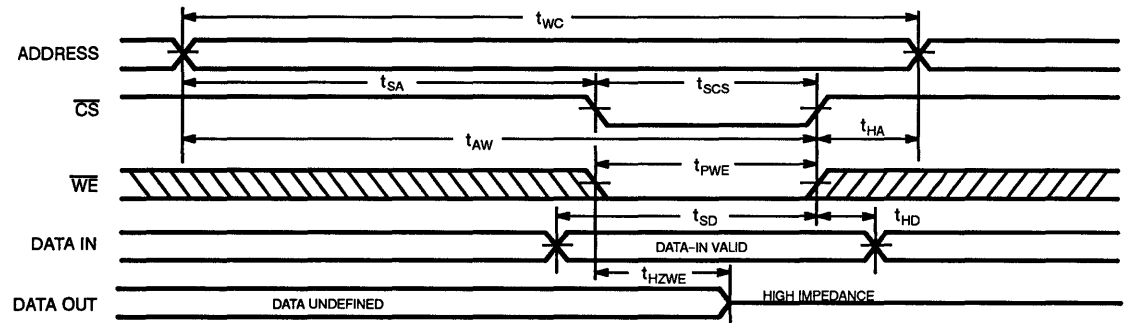 tWC
ADDRESS
tSA
tSCS
CS
tAW
tHA
tPWE
WE
tSD
tHD
DATA IN
DATA-IN VALID
tHZWE
DATA OUT
DATA UNDEFINED
HIGH IMPEDANCE